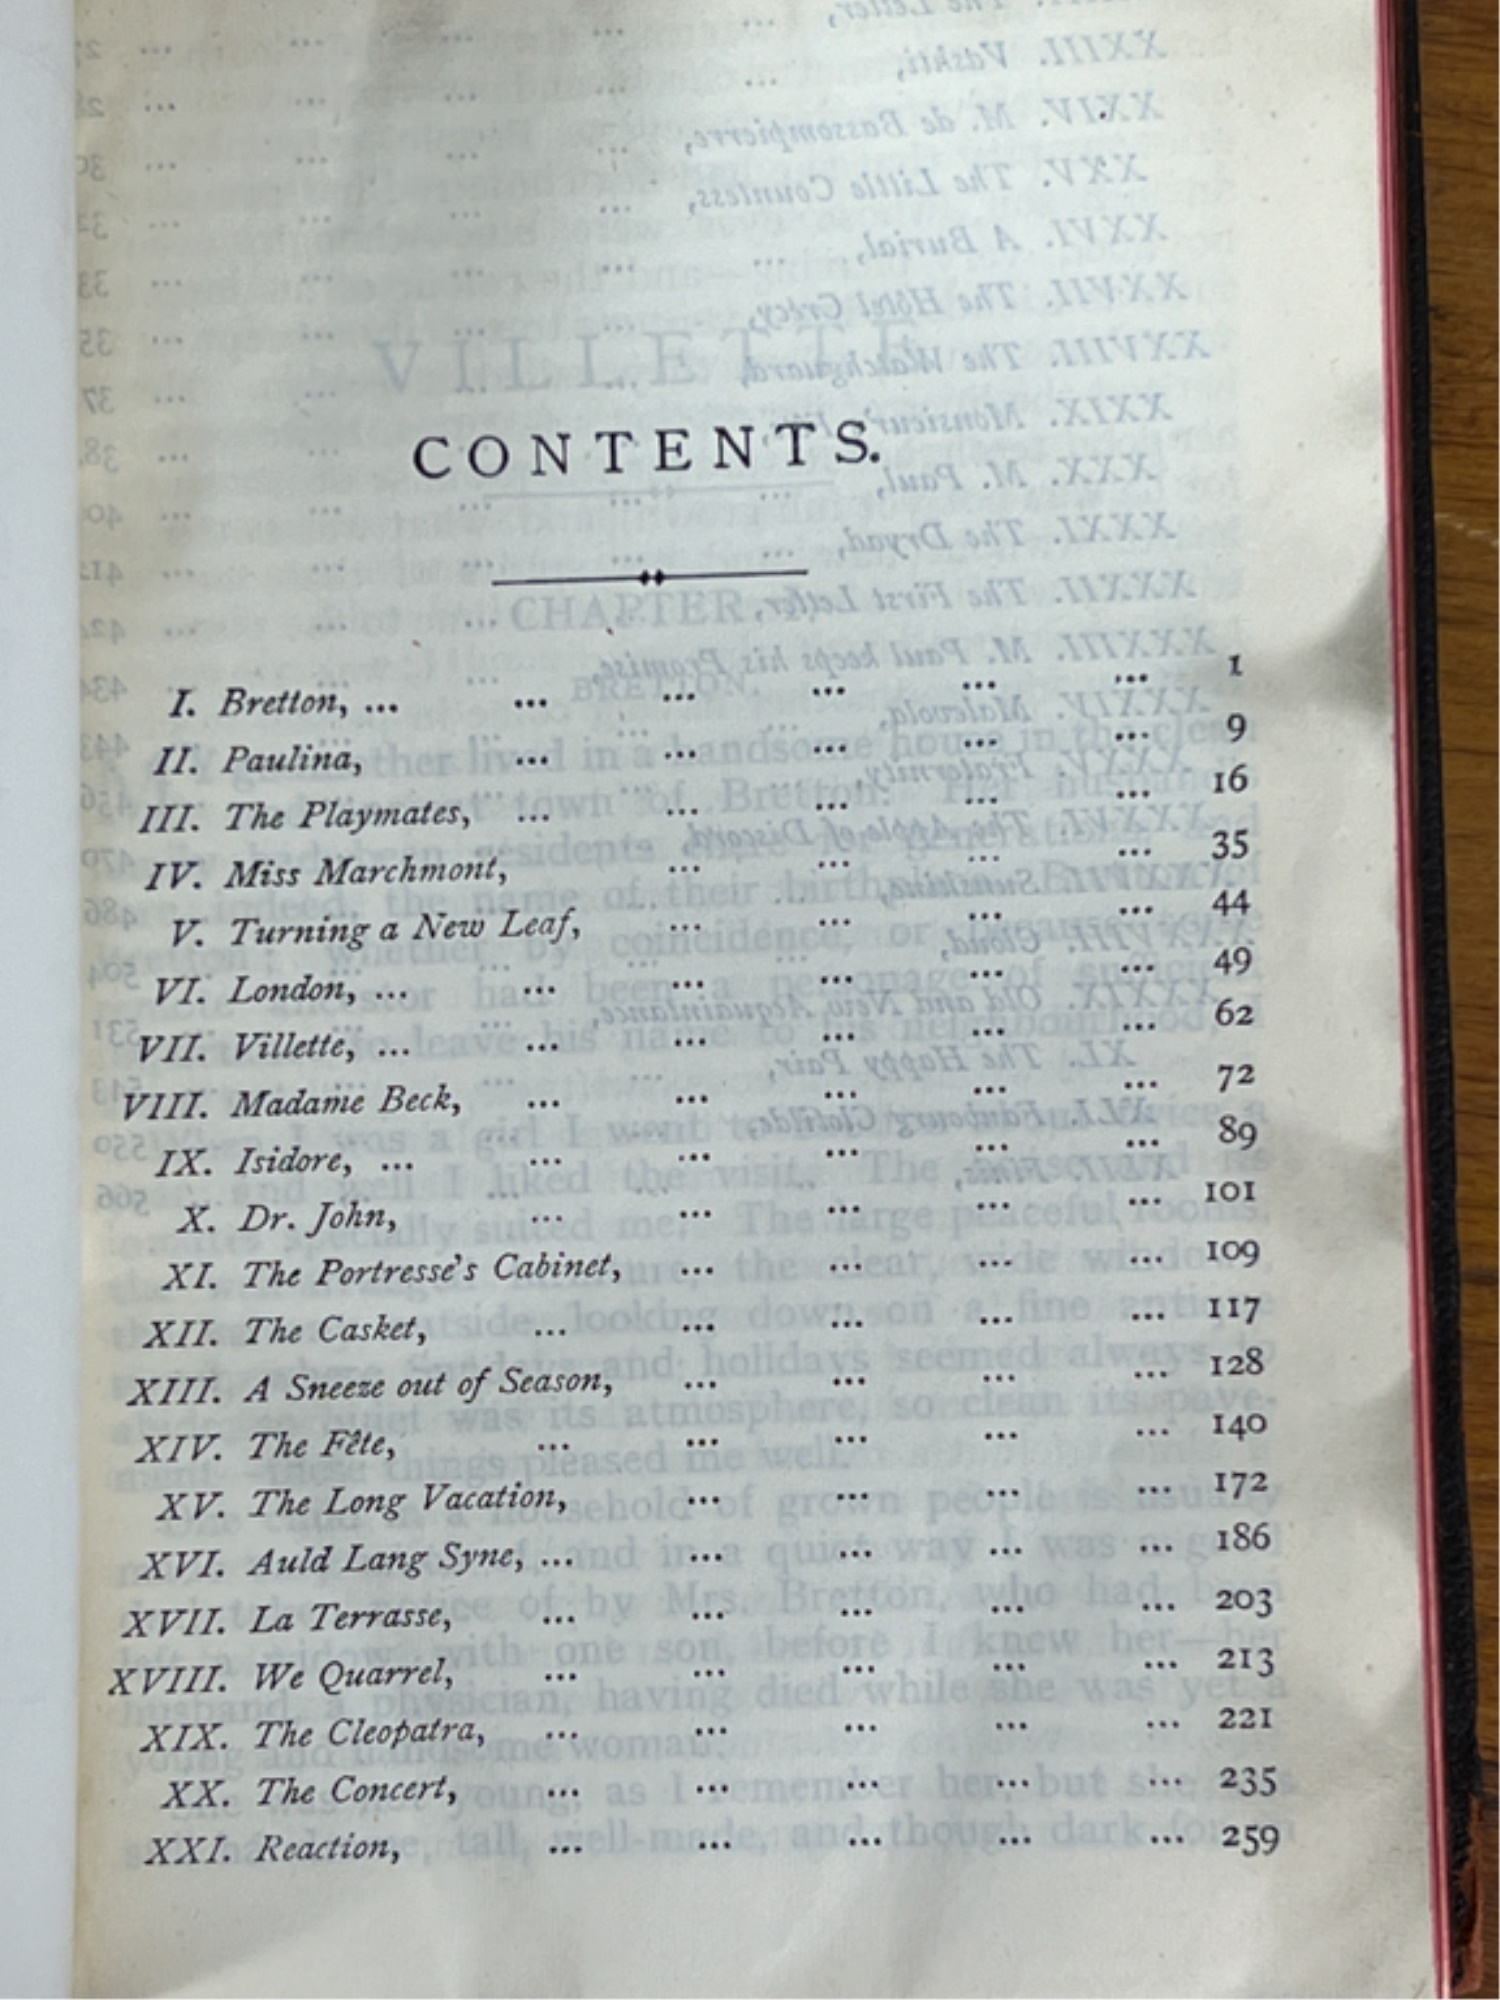 CONTENTS.
I. Bretton, ... ... ... ... ... ... 1
II. Paulina, ... ... ... ... ... 9
III. The Playmates, ... ... ... ... ... 16
IV. Miss Marchmont, ... ... ... ... 35
V. Turning a New Leaf, ... ... ... ... 44
VI. London, ... ... ... ... ... ... 49
VII. Villette, ... ... ... ... ... ... 62
VIII. Madame Beck, ... ... ... ... ... 72
IX. Isidore, ... ... ... ... ... ... 89
X. Dr. John, ... ... ... ... ... 101
XI. The Portresse's Cabinet, ... ... ... ... 109
XII. The Casket, ... ... ... ... ... 117
XIII. A Sneeze out of Season, ... ... ... ... 128
XIV. The Fête, ... ... ... ... ... 140
XV. The Long Vacation, ... ... ... ... 172
XVI. Auld Lang Syne, ... ... ... ... ... 186
XVII. La Terrasse, ... ... ... ... ... 203
XVIII. We Quarrel, ... ... ... ... ... 213
XIX. The Cleopatra, ... ... ... ... ... 221
XX. The Concert, ... ... ... ... ... 235
XXI. Reaction, ... ... ... ... ... 259